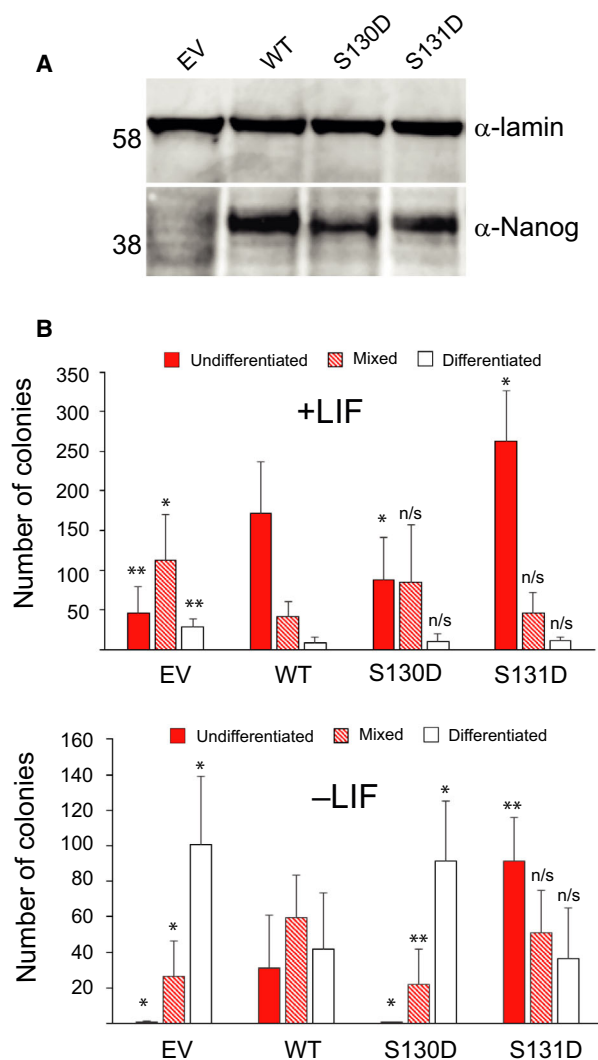 A
EV WT S130D S131D
58 α-lamin
38 α-Nanog
B
Undifferentiated Mixed Differentiated
+LIF
Number of colonies
350
300
250
200
150
100
50
** * ** * n/s n/s * n/s n/s
EV WT S130D S131D
Undifferentiated Mixed Differentiated
–LIF
Number of colonies
160
140
120
100
80
60
40
20
* * * * ** * ** n/s n/s
EV WT S130D S131D